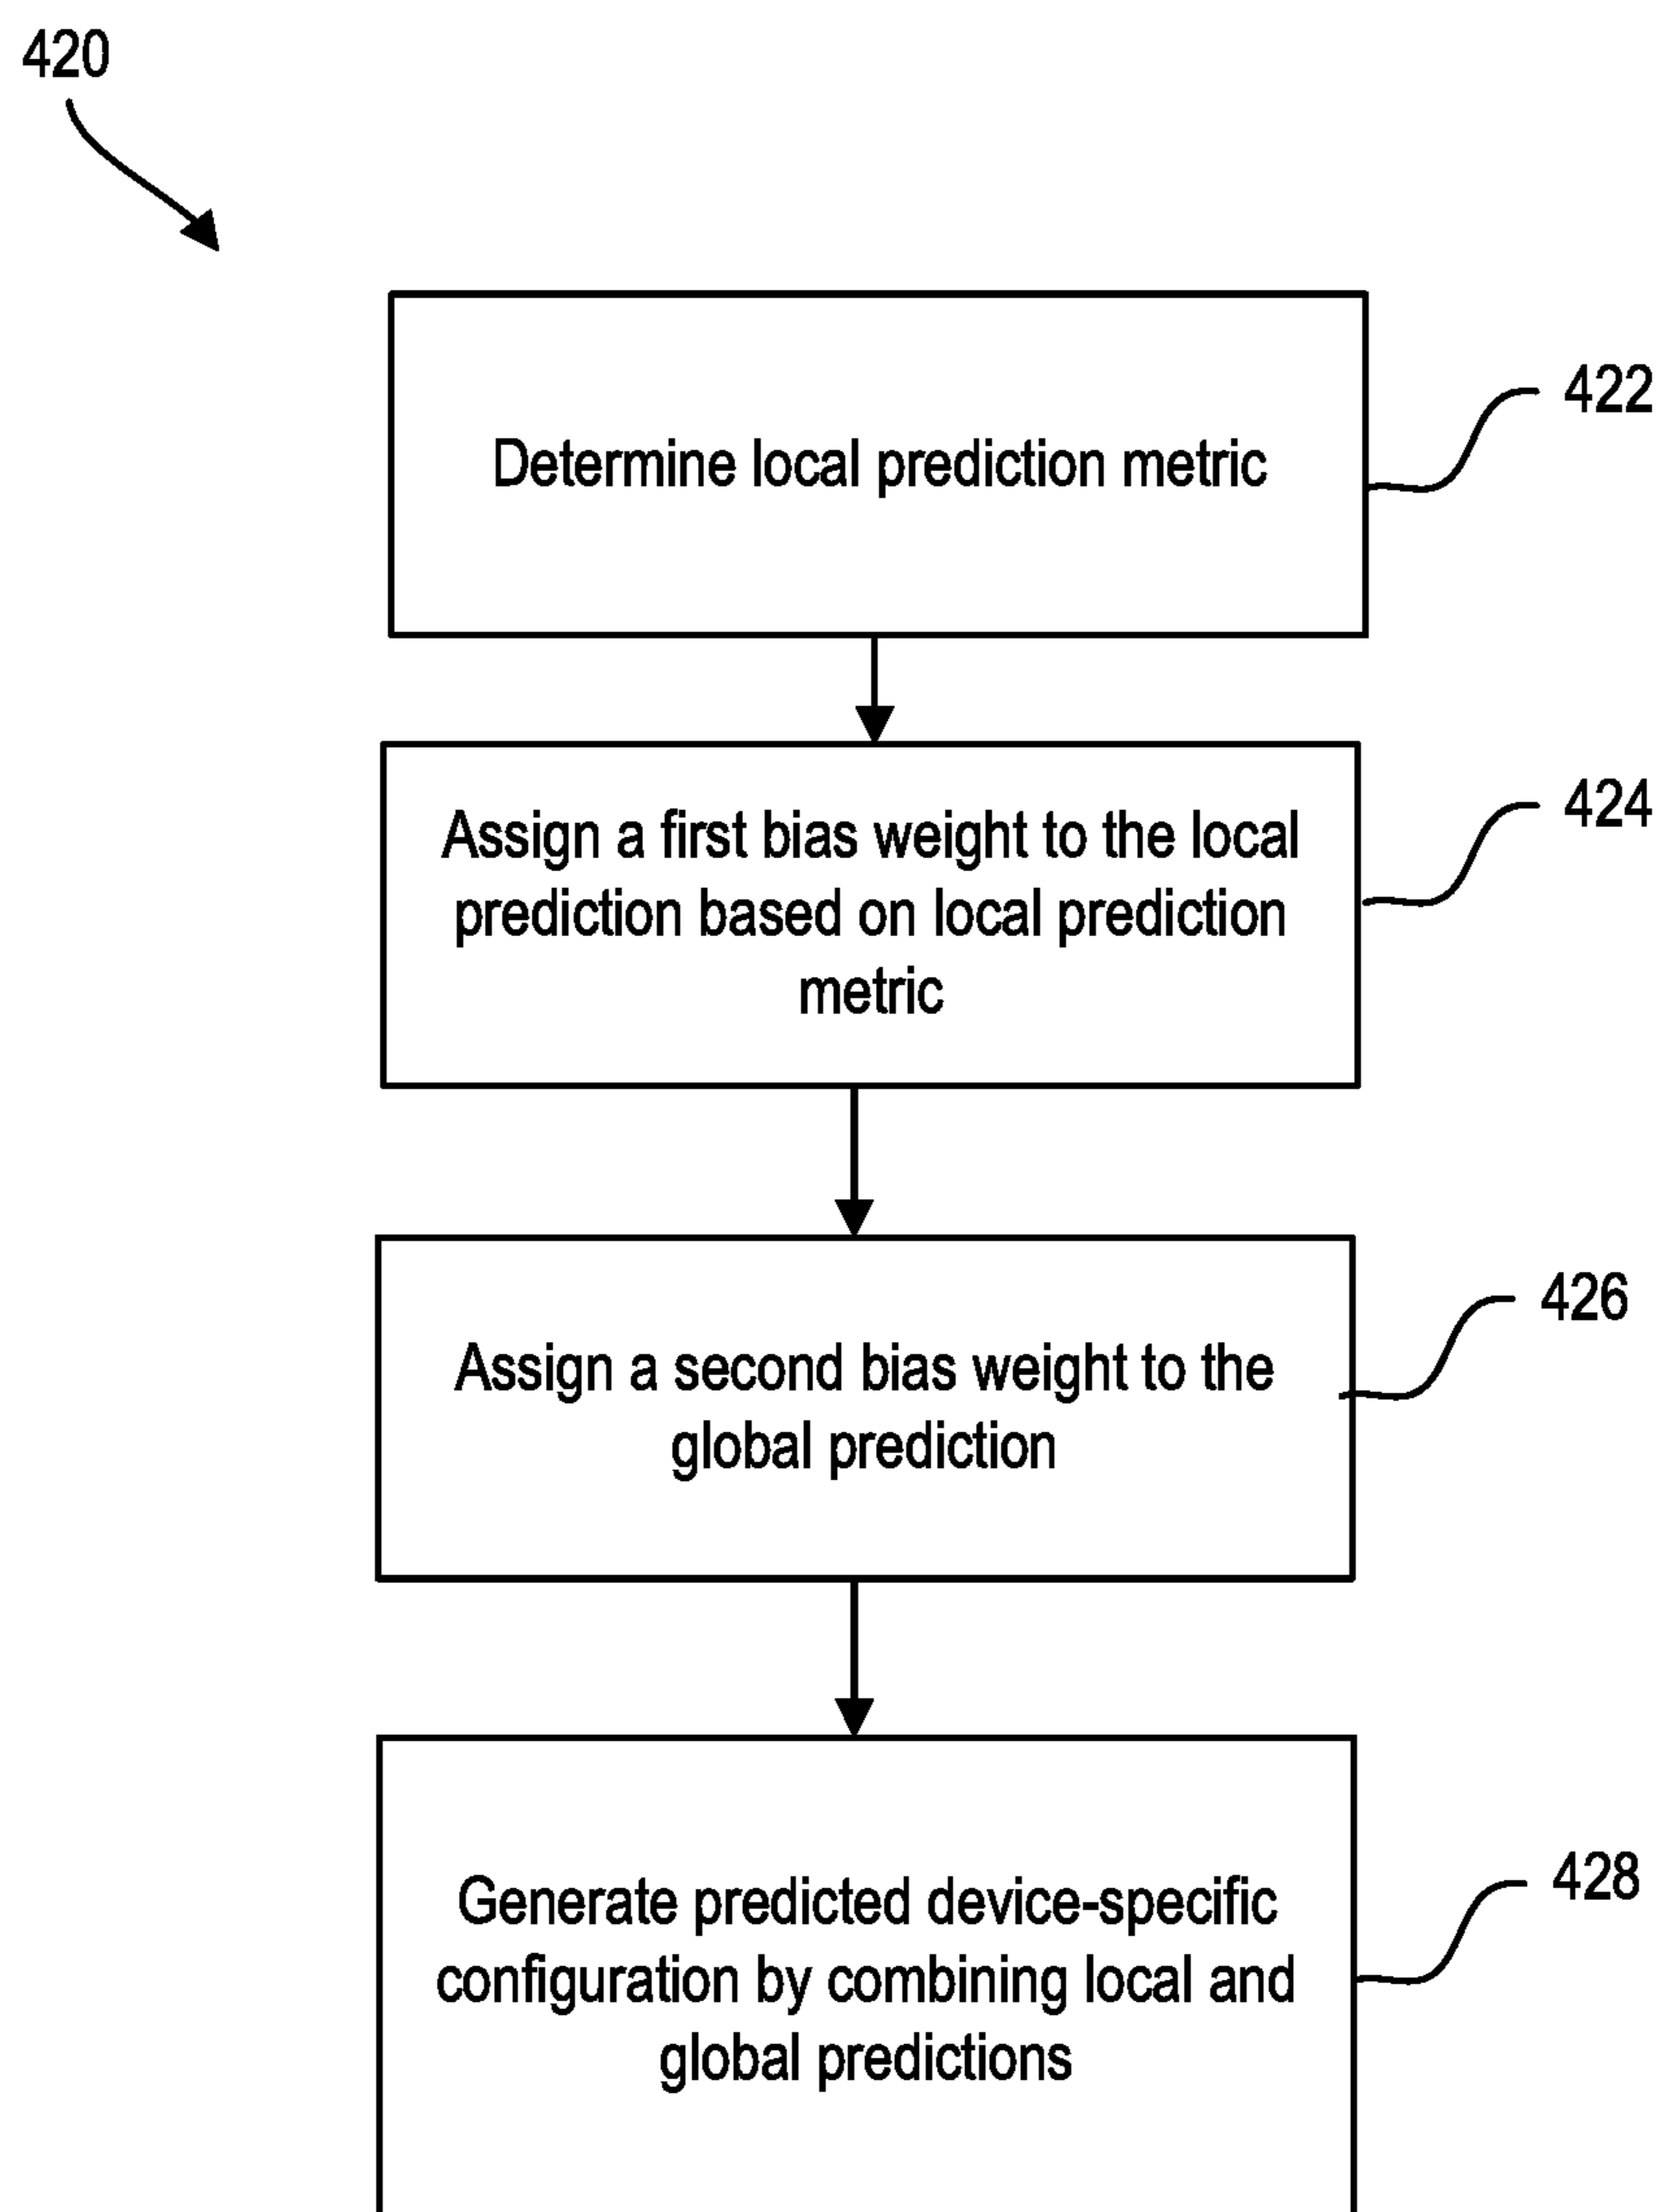 420
Determine local prediction metric
422
Assign a first bias weight to the local
prediction based on local prediction
metric
424
Assign a second bias weight to the
global prediction
426
Generate predicted device-specific
configuration by combining local and
global predictions
428